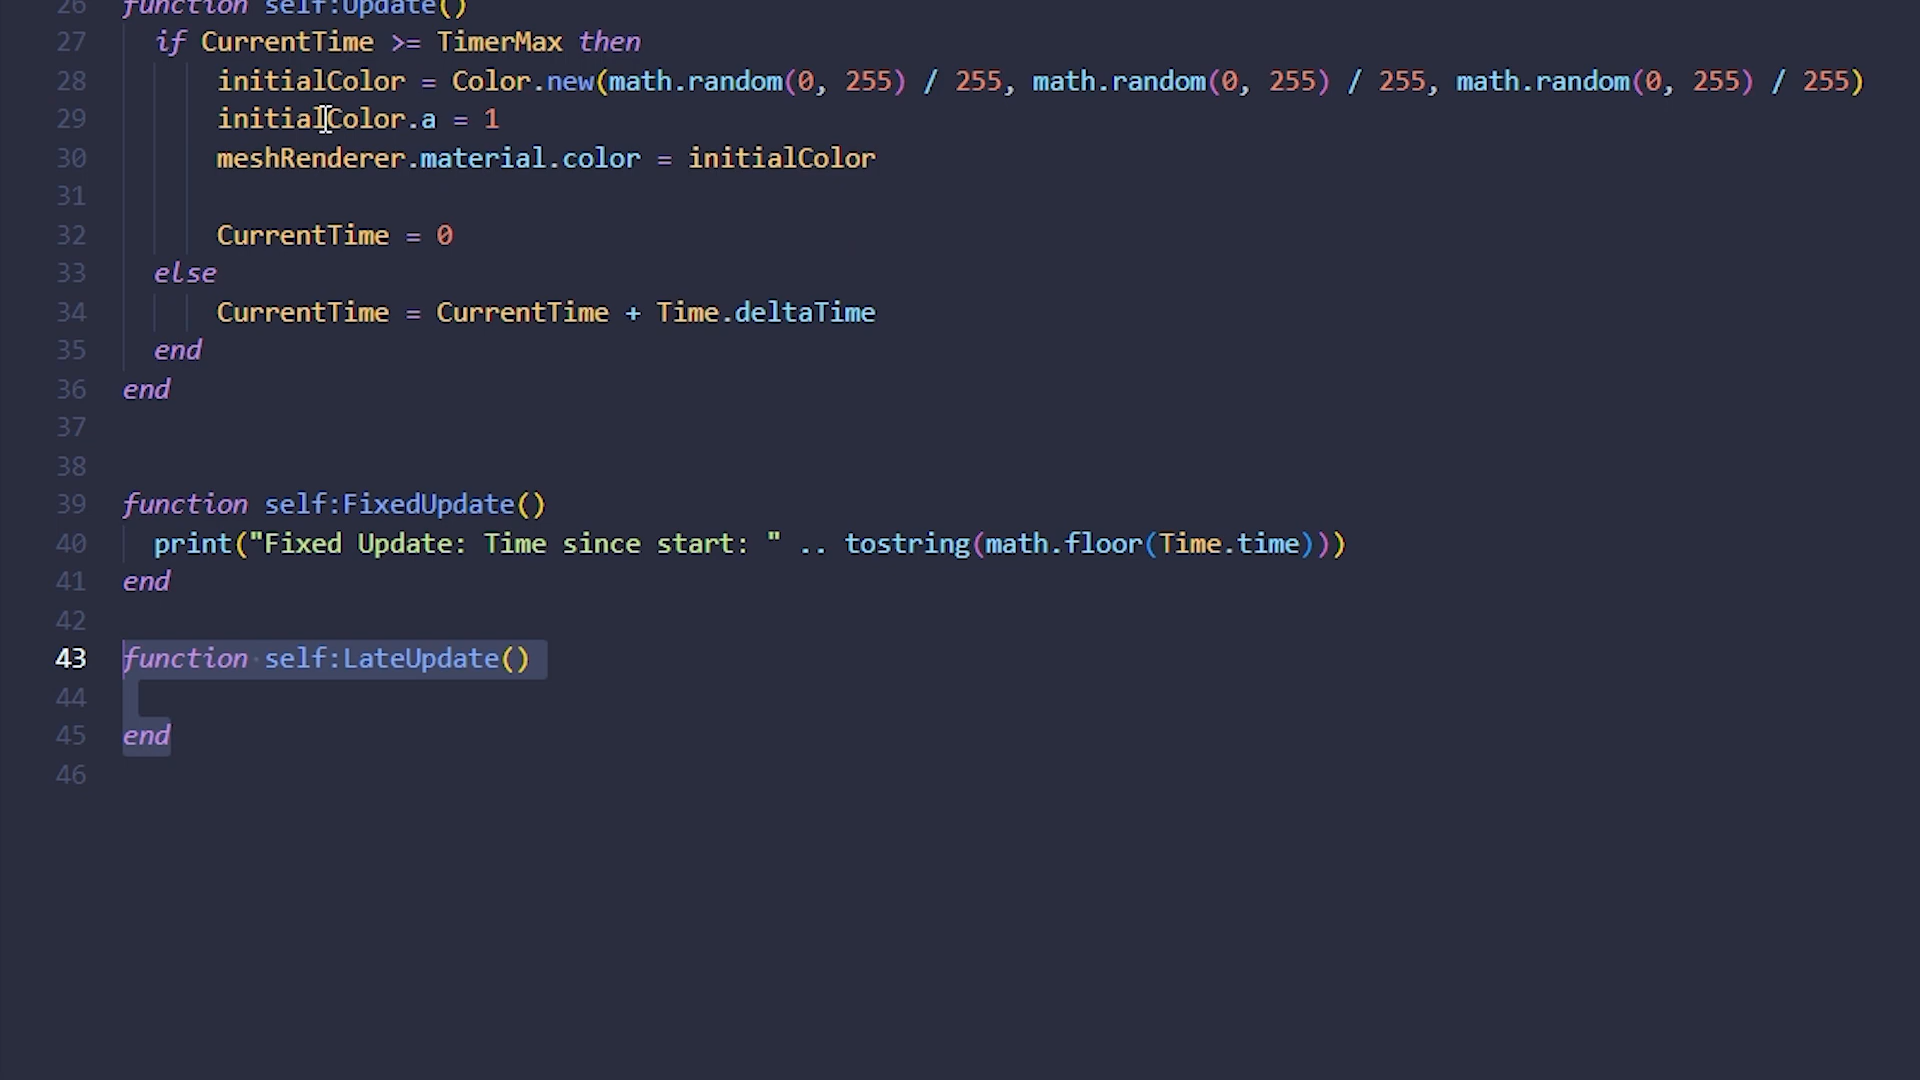 26 function self:Update()
27 if CurrentTime >= TimerMax then
28 initialColor = Color.new(math.random(0, 255) / 255, math.random(0, 255) / 255, math.random(0, 255) / 255)
29 initialColor.a = 1
30 meshRenderer.material.color = initialColor
31
32 CurrentTime = 0
33 else
34 CurrentTime = CurrentTime + Time.deltaTime
35 end
36 end
37
38
39 function self:FixedUpdate()
40 print("Fixed Update: Time since start: " .. tostring(math.floor(Time.time)))
41 end
42
43 function self:LateUpdate()
44
45 end
46